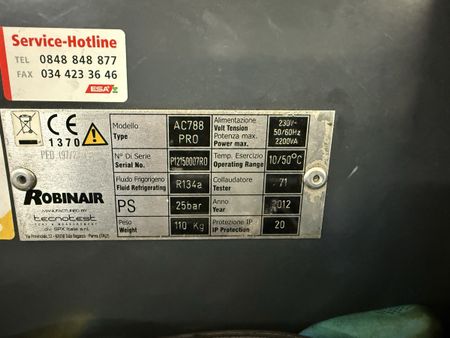 Service-Hotline
TEL 0848 848 877
FAX 034 423 36 46
ESA
CE
1370
PED (97/2
ROBINAIR
MANUFACTURED BY
tecnotest
div. SPX Italia s.r.l.
Modello
Type
AC788
PRO
Alimentazione
Volt Tension
Potenza max.
Power max.
230V~
50/60Hz
2200VA
N° Di Serie
Serial No.
P12150007RO
Temp. Esercizio
Operating Range
10/50°C
Fluido Frigorigeno
Fluid Refrigerating
R134a
Collaudatore
Tester
71
PS
25bar
Anno
Year
2012
Peso
Weight
110 Kg
Protezione IP
IP Protection
20